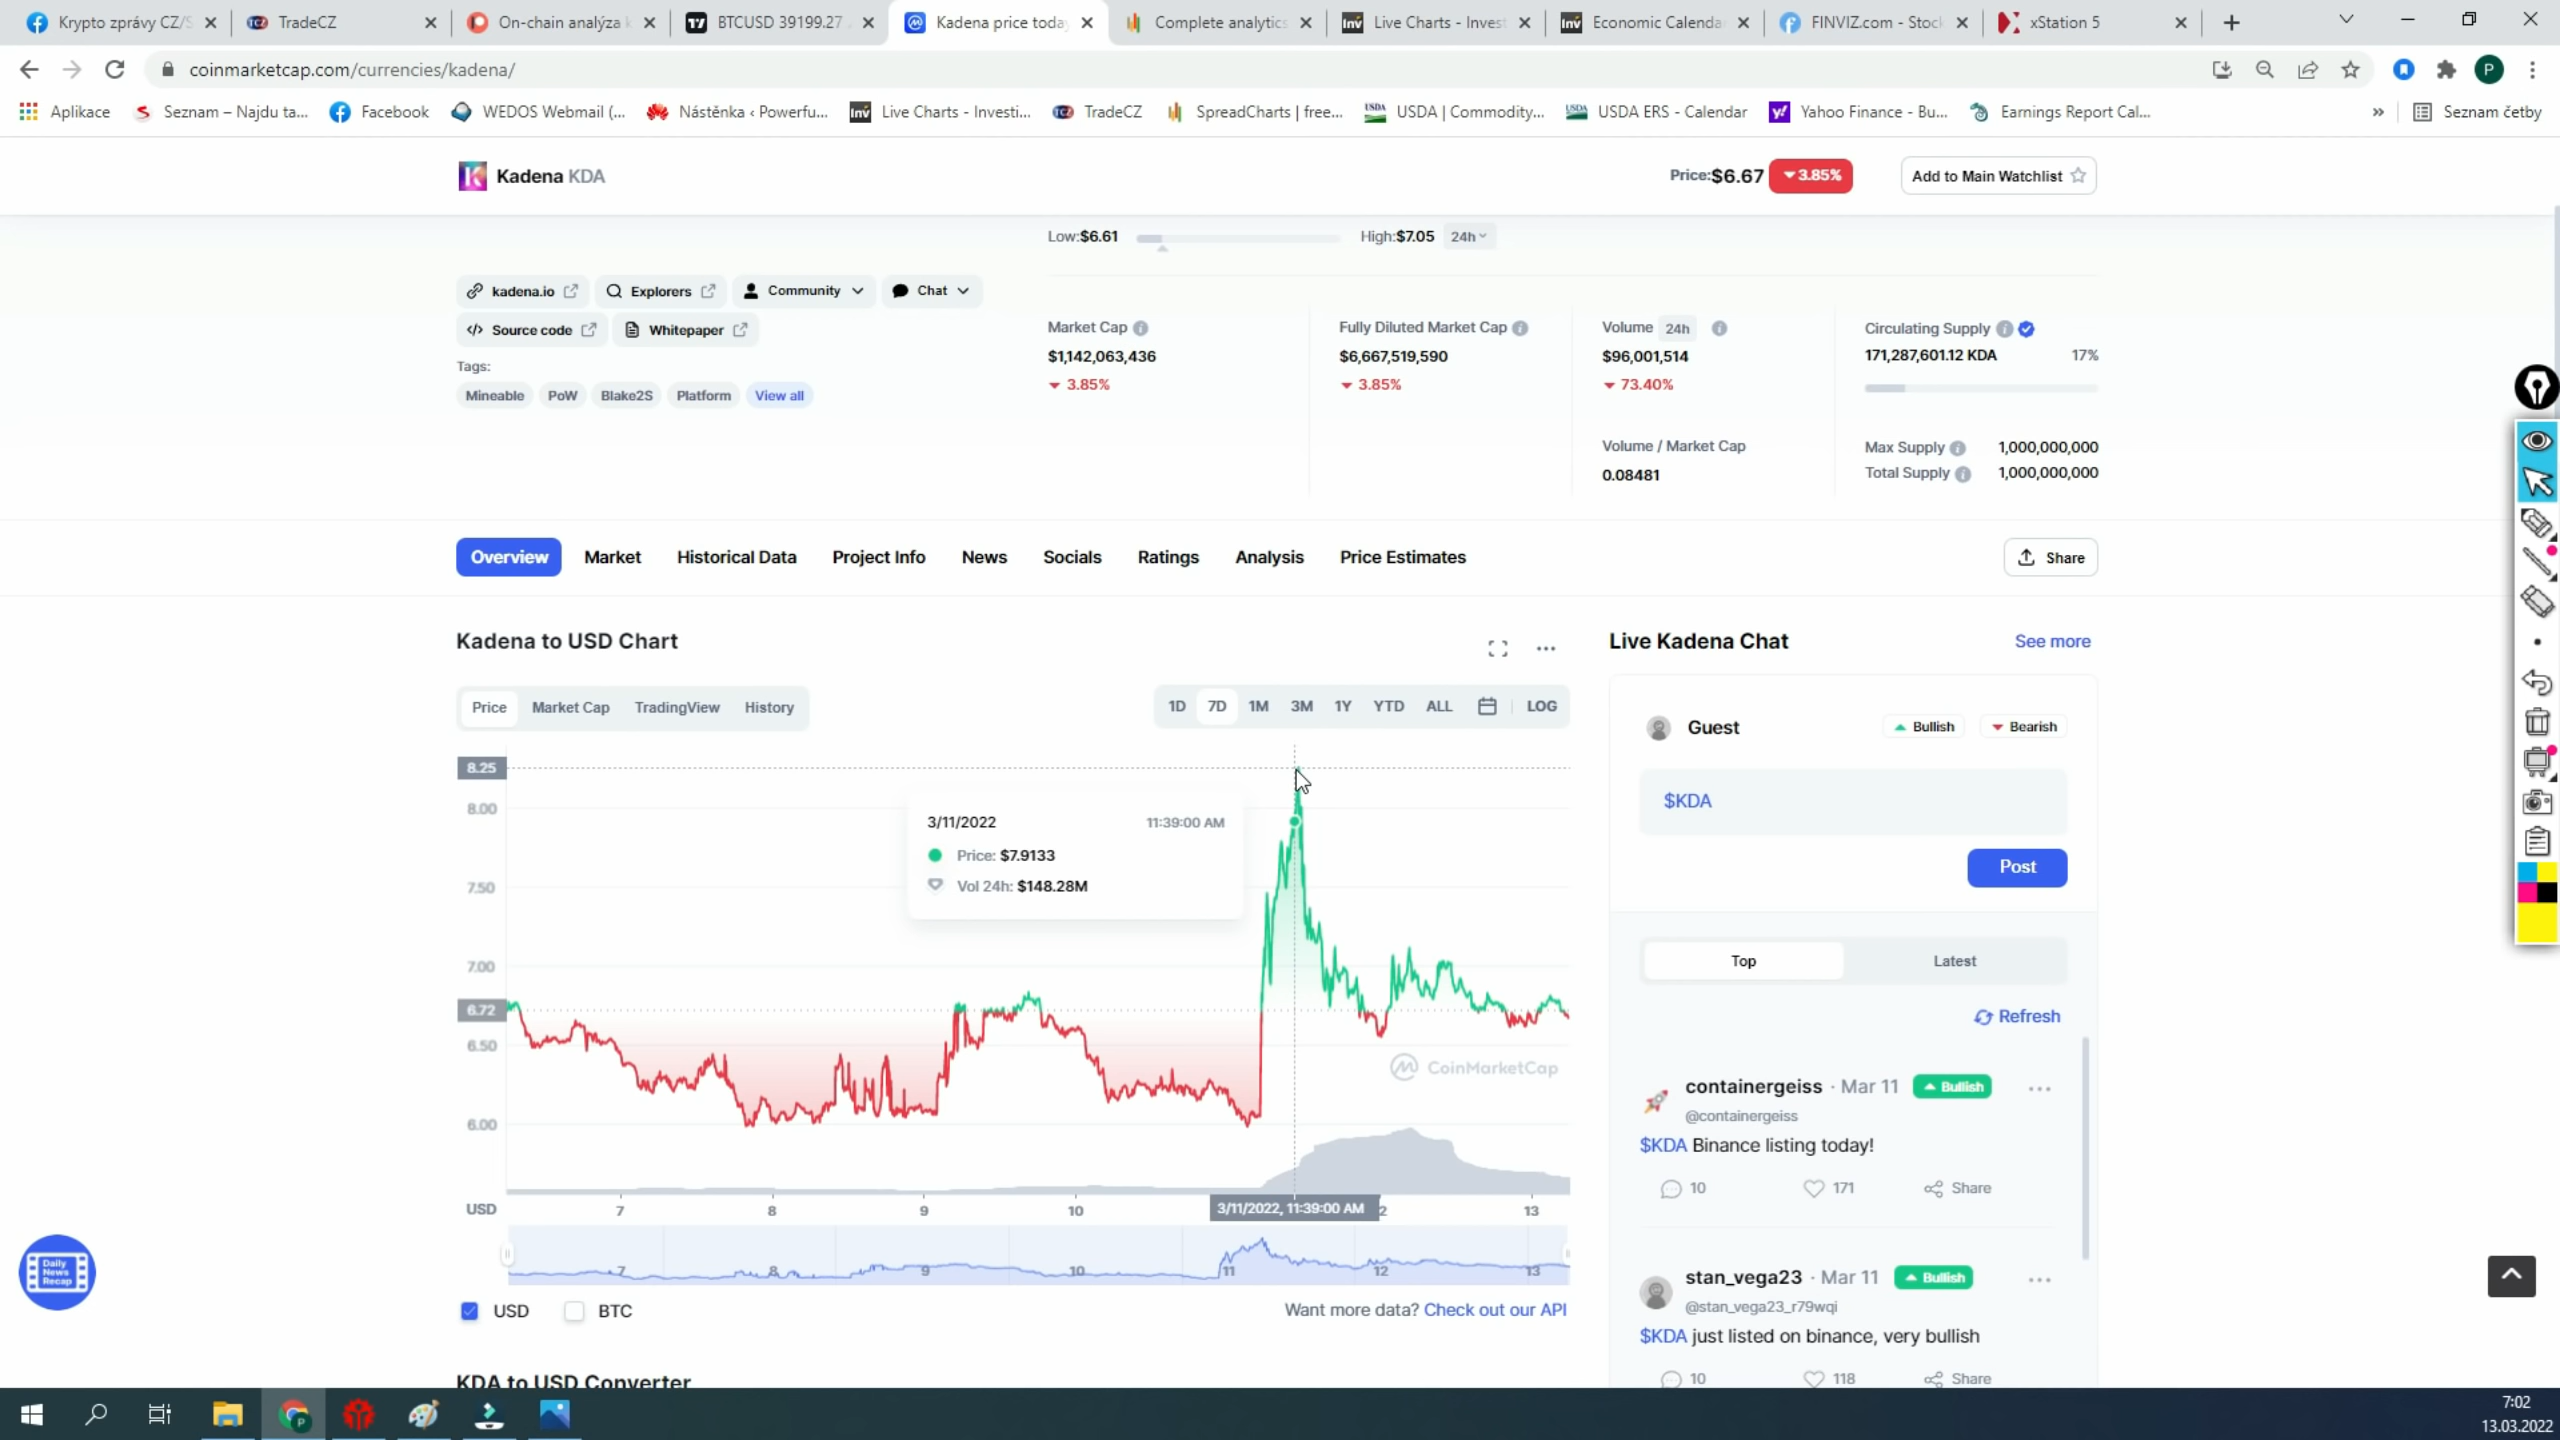 Krypto zprávy CZ/S
TradeCZ
On-chain analýza k
BTCUSD 39199.27
Kadena price today
Complete analytics
Live Charts - Invest
Economic Calenda
FINVIZ.com - Stock
xStation 5
coinmarketcap.com/currencies/kadena/
P
Aplikace
Seznam – Najdu ta...
Facebook
WEDOS Webmail (...
Nástěnka ‹ Powerfu...
Live Charts - Investi...
TradeCZ
SpreadCharts | free...
USDA | Commodity...
USDA ERS - Calendar
Yahoo Finance - Bu...
Earnings Report Cal...
»
Seznam četby
Kadena KDA
Price:$6.67
3.85%
Add to Main Watchlist
Low:$6.61
High:$7.05
24h
kadena.io
Explorers
Community
Chat
Source code
Whitepaper
Tags:
Mineable
PoW
Blake2S
Platform
View all
Market Cap
$1,142,063,436
3.85%
Fully Diluted Market Cap
$6,667,519,590
3.85%
Volume 24h
$96,001,514
73.40%
Volume / Market Cap
0.08481
Circulating Supply
171,287,601.12 KDA
17%
Max Supply 1,000,000,000
Total Supply 1,000,000,000
Overview
Market
Historical Data
Project Info
News
Socials
Ratings
Analysis
Price Estimates
Share
Kadena to USD Chart
Price
Market Cap
TradingView
History
1D
7D
1M
3M
1Y
YTD
ALL
LOG
8.25
8.00
7.50
7.00
6.72
6.50
6.00
3/11/2022 11:39:00 AM
Price: $7.9133
Vol 24h: $148.28M
CoinMarketCap
USD
7
8
9
10
3/11/2022, 11:39:00 AM
2
13
7
8
9
10
11
12
13
USD
BTC
Want more data? Check out our API
KDA to USD Converter
Live Kadena Chat
See more
Guest
Bullish
Bearish
$KDA
Post
Top
Latest
Refresh
containergeiss · Mar 11 Bullish
@containergeiss
$KDA Binance listing today!
10
171
Share
stan_vega23 · Mar 11 Bullish
@stan_vega23_r79wqi
$KDA just listed on binance, very bullish
10
118
Share
Daily
News
Recap
7:02
13.03.2022